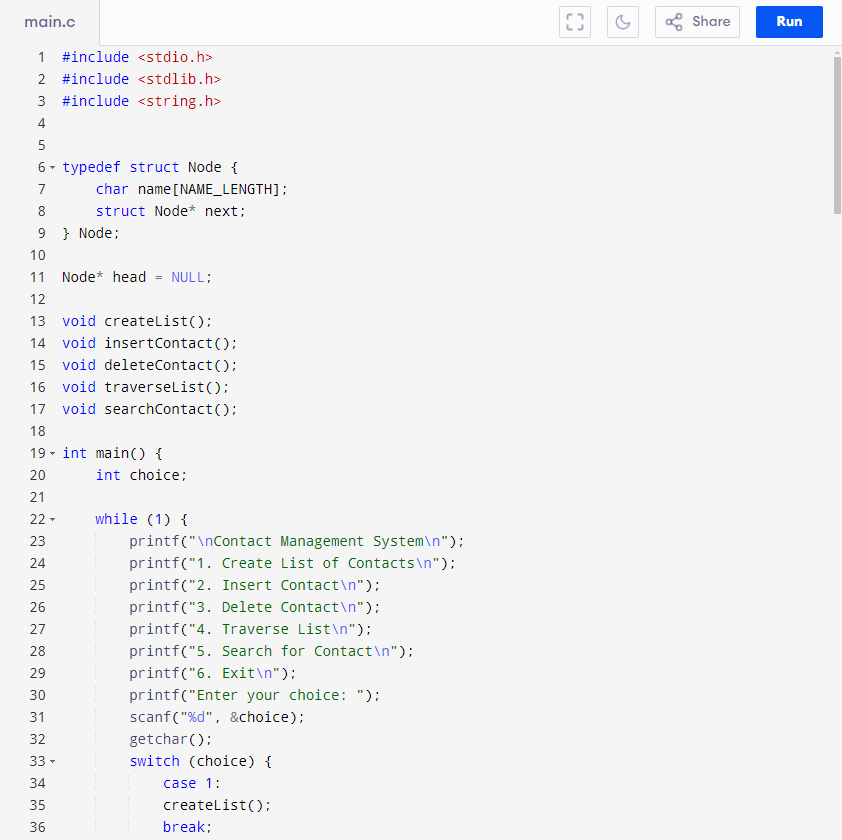 main.c
Share
Run
1 #include <stdio.h>
2 #include <stdlib.h>
3 #include <string.h>
4
5
6 typedef struct Node {
7     char name[NAME_LENGTH];
8     struct Node* next;
9 } Node;
10
11 Node* head = NULL;
12
13 void createList();
14 void insertContact();
15 void deleteContact();
16 void traverseList();
17 void searchContact();
18
19 int main() {
20     int choice;
21
22     while (1) {
23         printf("\nContact Management System\n");
24         printf("1. Create List of Contacts\n");
25         printf("2. Insert Contact\n");
26         printf("3. Delete Contact\n");
27         printf("4. Traverse List\n");
28         printf("5. Search for Contact\n");
29         printf("6. Exit\n");
30         printf("Enter your choice: ");
31         scanf("%d", &choice);
32         getchar();
33         switch (choice) {
34             case 1:
35             createList();
36             break;